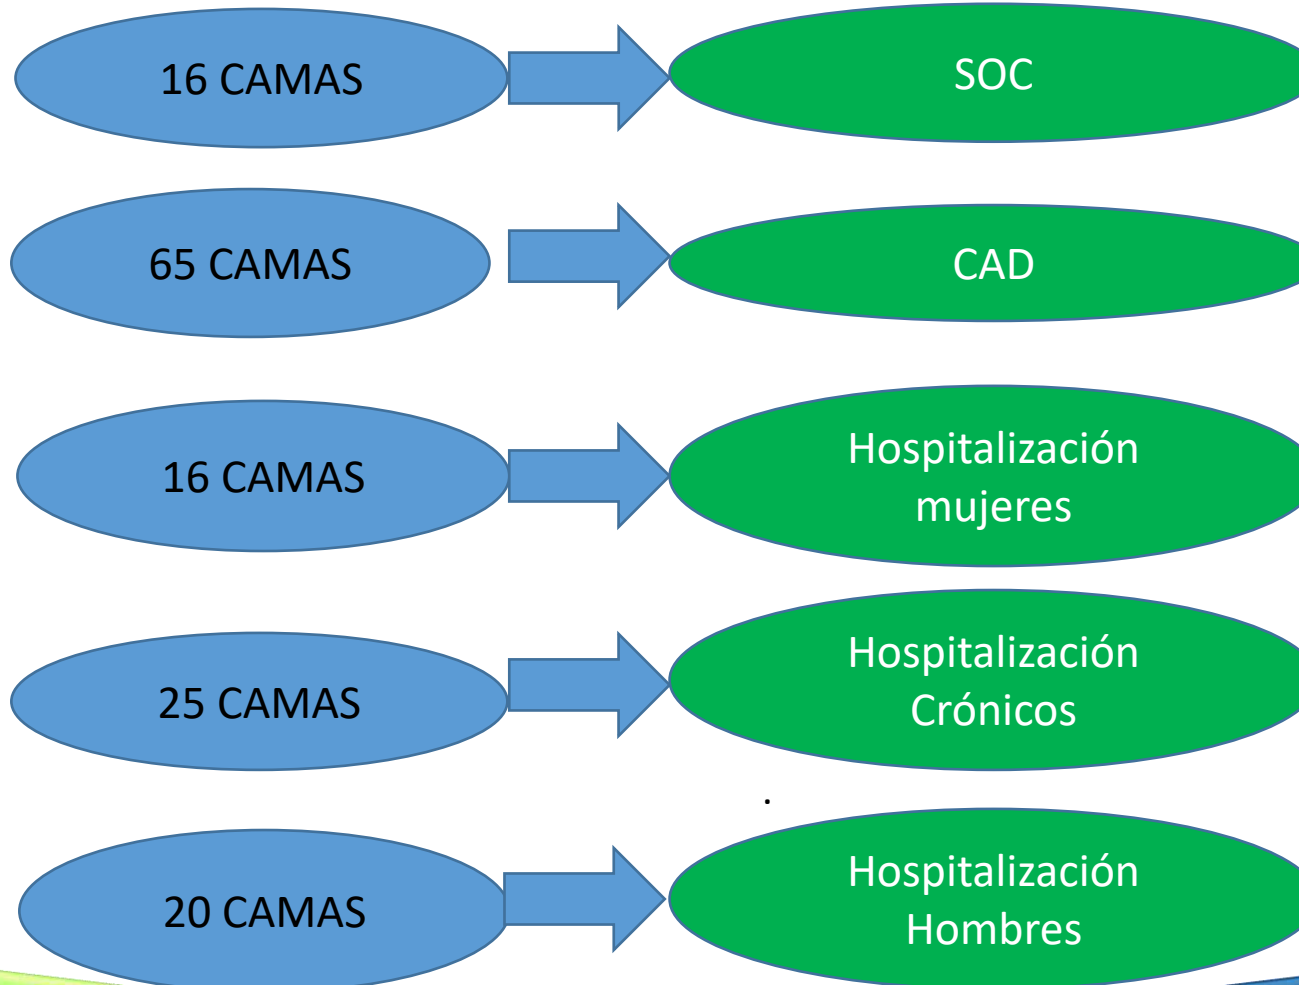 16 CAMAS
SOC
65 CAMAS
CAD
16 CAMAS
Hospitalización
mujeres
25 CAMAS
Hospitalización
Crónicos
.
20 CAMAS
Hospitalización
Hombres